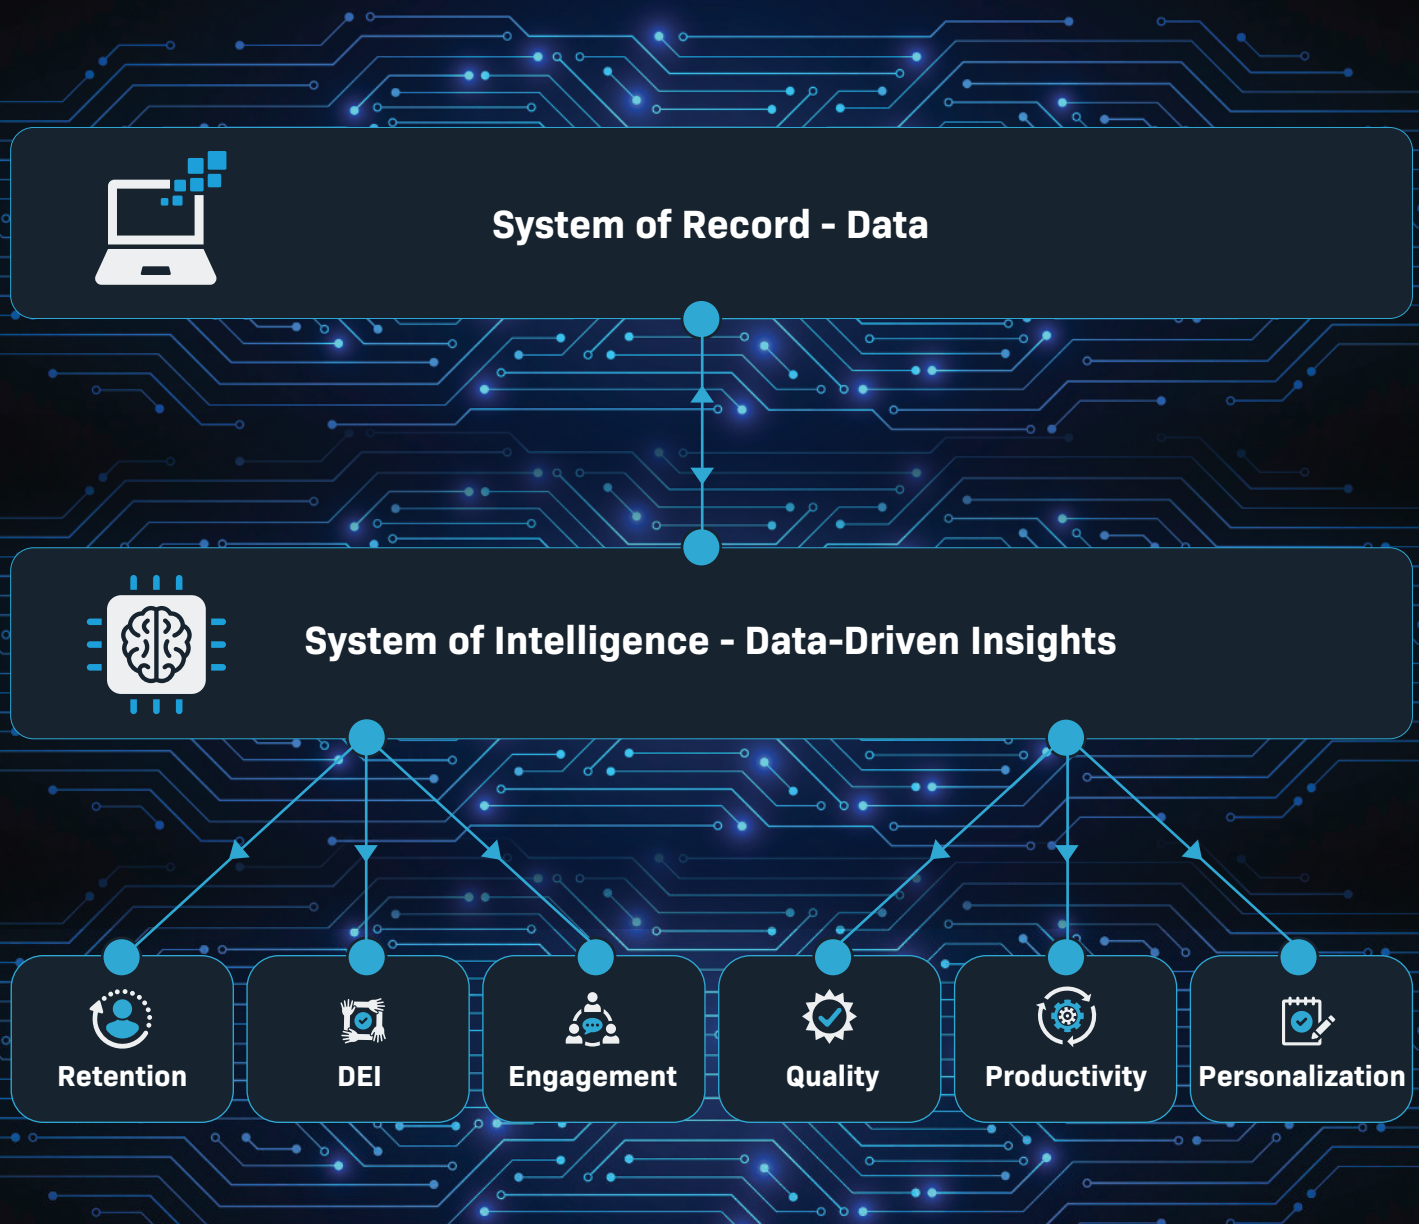 System of Record - Data
System of Intelligence - Data-Driven Insights
Retention
DEI
Engagement
Quality
Productivity
Personalization